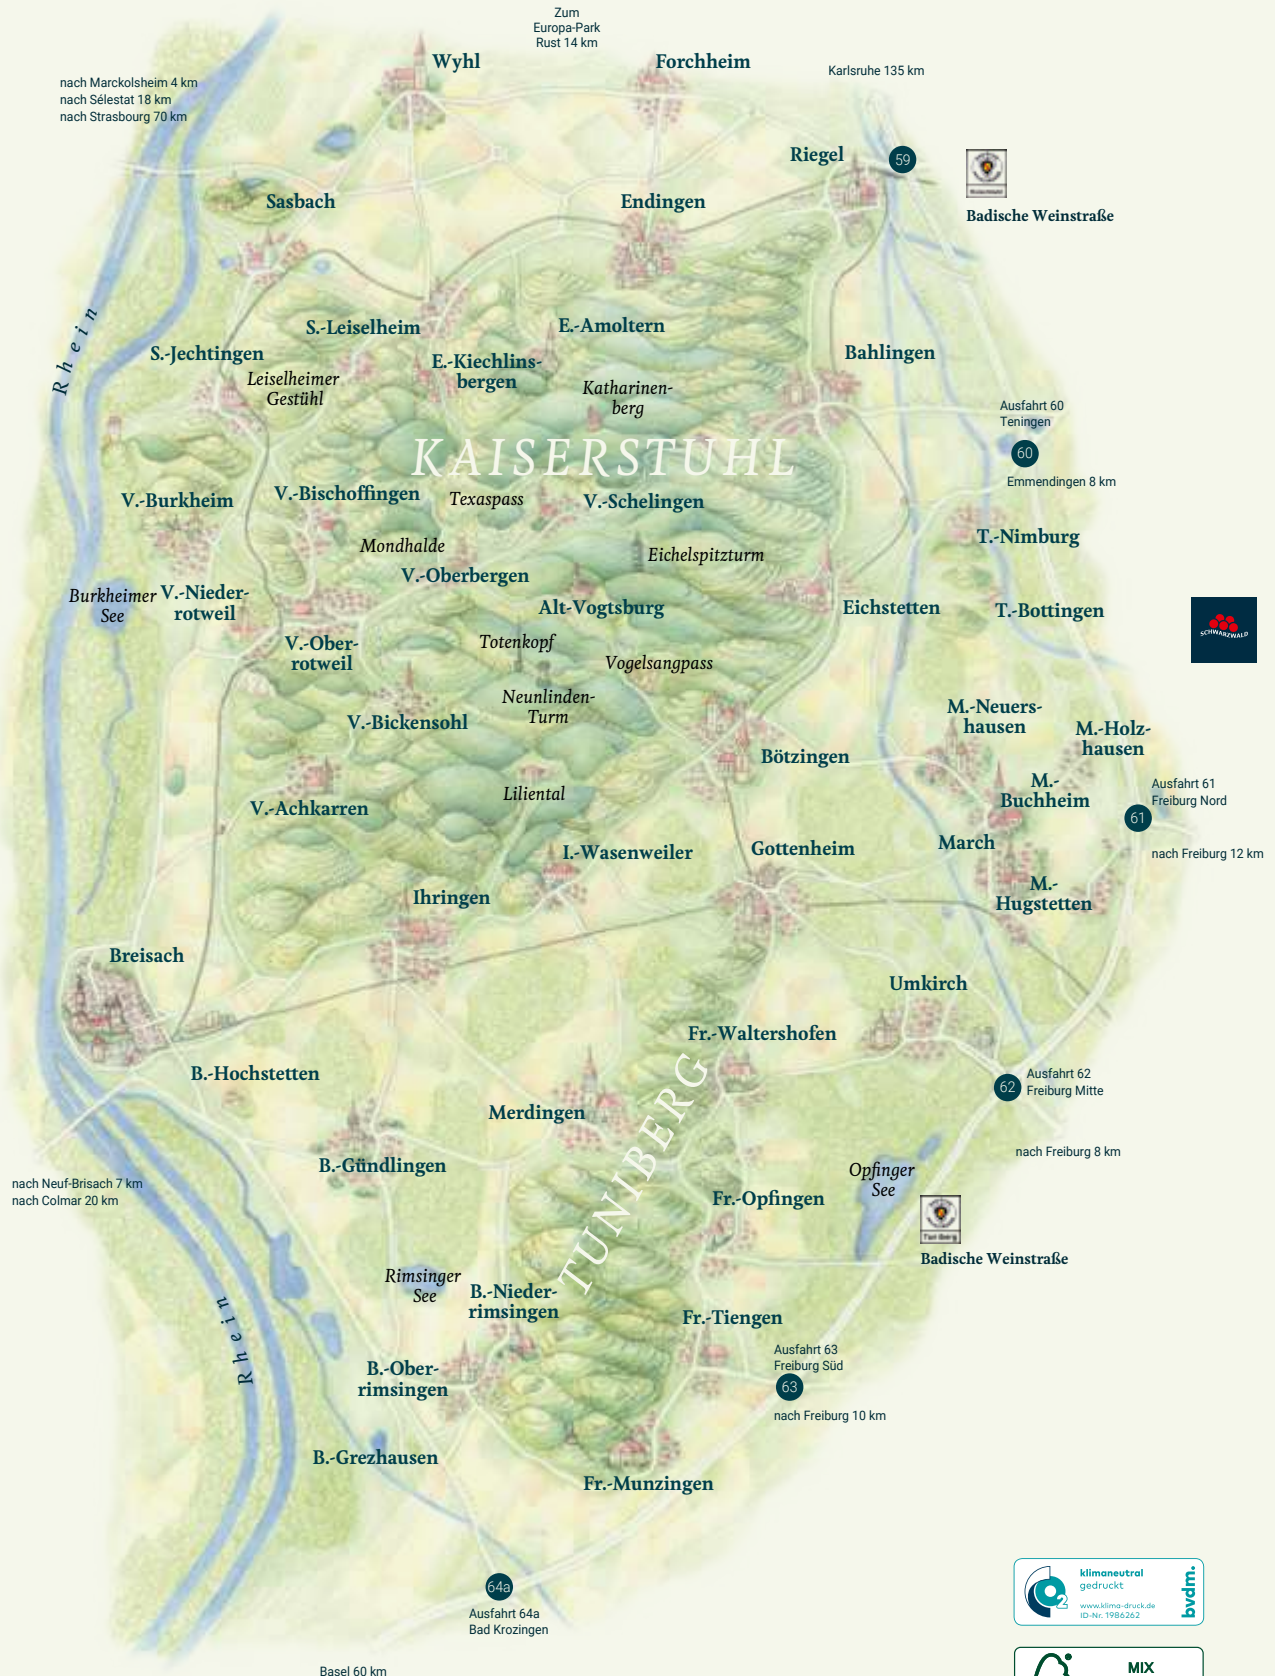 Zum
Europa-Park
Rust 14 km
Wyhl
Forchheim
Karlsruhe 135 km
nach Marckolsheim 4 km
nach Sélestat 18 km
nach Strasbourg 70 km
Riegel
59
Badische Weinstraße
Sasbach
Endingen
Rhein
S.-Leiselheim
E.-Amoltern
S.-Jechtingen
E.-Kiechlins-
bergen
Bahlingen
Leiselheimer
Gestühl
Katharinen-
berg
Ausfahrt 60
Teningen
60
Emmendingen 8 km
KAISERSTUHL
V.-Burkheim
V.-Bischoffingen
Texaspass
V.-Schelingen
T.-Nimburg
Mondhalde
Eichelspitzturm
V.-Oberbergen
Burkheimer
See
V.-Nieder-
rotweil
Alt-Vogtsburg
Eichstetten
T.-Bottingen
SCHWARZWALD
V.-Ober-
rotweil
Totenkopf
Vogelsangpass
Neunlinden-
Turm
V.-Bickensohl
M.-Neuers-
hausen
M.-Holz-
hausen
Bötzingen
M.-
Buchheim
Ausfahrt 61
Freiburg Nord
61
nach Freiburg 12 km
Liliental
V.-Achkarren
I.-Wasenweiler
Gottenheim
March
M.-
Hugstetten
Ihringen
Breisach
Umkirch
Fr.-Waltershofen
B.-Hochstetten
Ausfahrt 62
Freiburg Mitte
62
Merdingen
TUNIBERG
nach Freiburg 8 km
B.-Gündlingen
nach Neuf-Brisach 7 km
nach Colmar 20 km
Opfinger
See
Fr.-Opfingen
Tuniberg
Badische Weinstraße
Rimsinger
See
B.-Nieder-
rimsingen
Rhein
Fr.-Tiengen
Ausfahrt 63
Freiburg Süd
63
nach Freiburg 10 km
B.-Ober-
rimsingen
B.-Grezhausen
Fr.-Munzingen
64a
Ausfahrt 64a
Bad Krozingen
Basel 60 km
klimaneutral
gedruckt
www.klima-druck.de
ID-Nr. 1986262
bvdm.
MIX